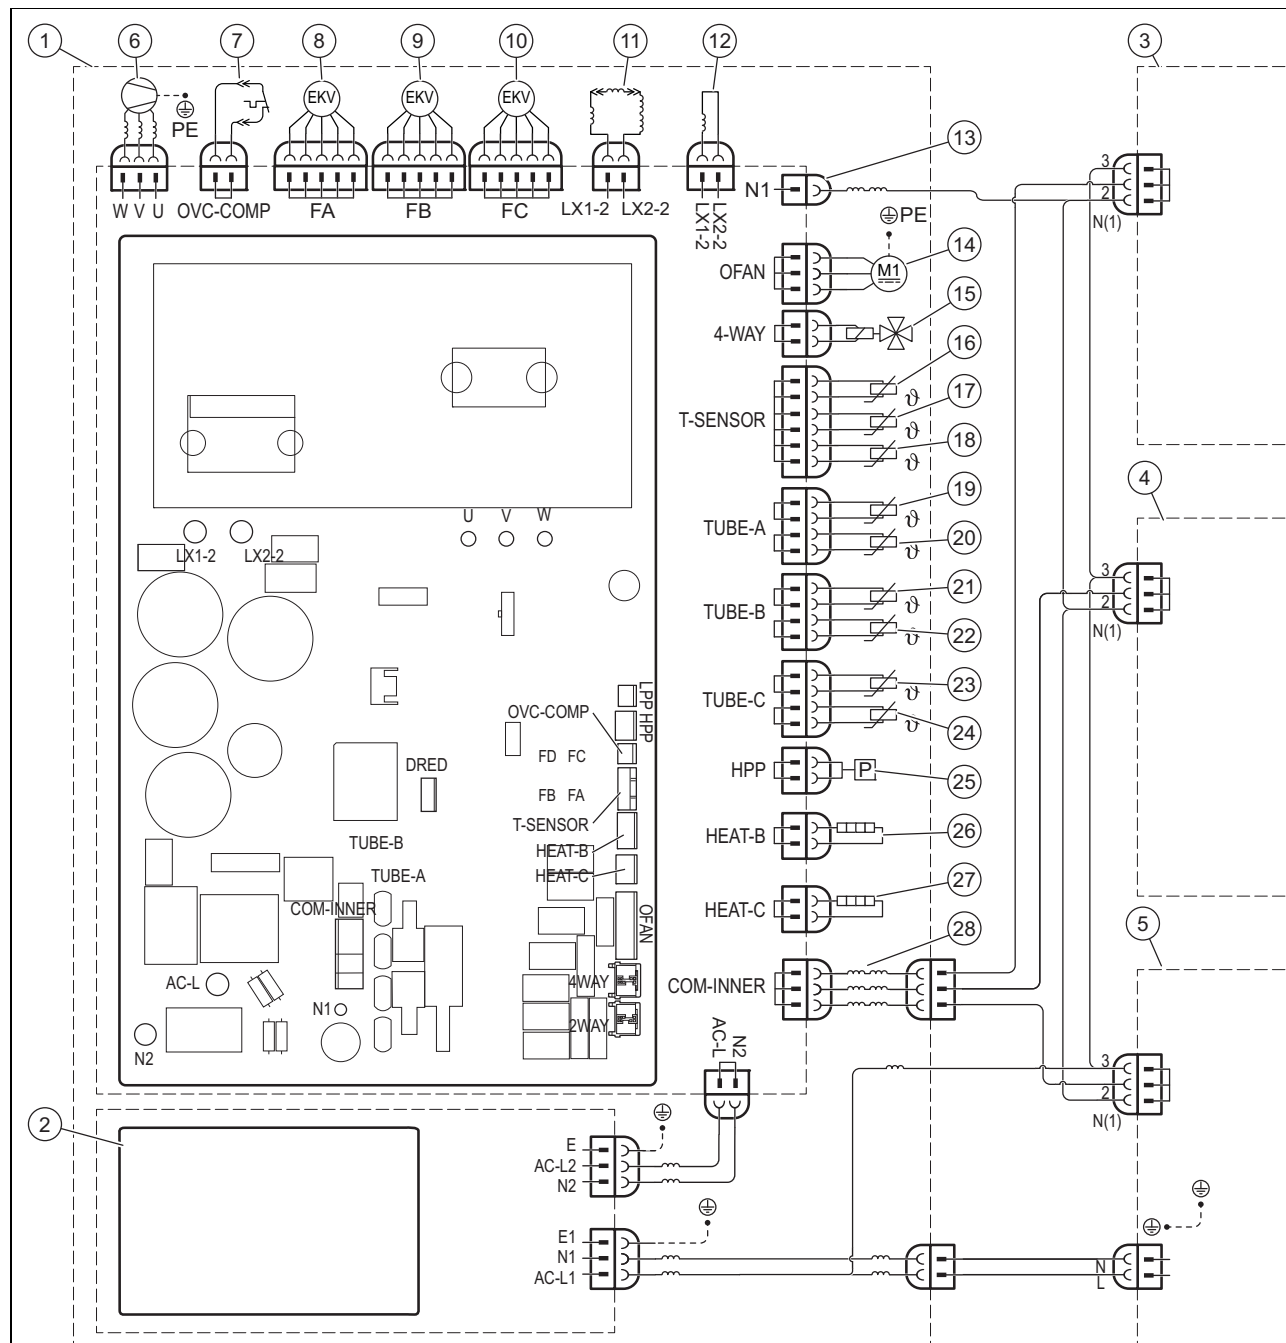 1 6 7 8 9 10 11 12 3
EKV EKV EKV
PE
13
3
2
N(1)
N1
W V U OVC-COMP FA FB FC LX1-2 LX2-2
LX1-2
LX2-2
PE
OFAN M1 14
4-WAY 15
16
T-SENSOR ϑ 17
ϑ 18
ϑ
4
U V W
LX1-2 LX2-2
19
TUBE-A ϑ 20
ϑ
21
TUBE-B ϑ 22
ϑ
3
2
N(1)
23
TUBE-C ϑ 24
ϑ
LPP HPP
OVC-COMP
FD FC
HPP P 25
DRED
FB FA
T-SENSOR
HEAT-B
HEAT-C
HEAT-B 26
TUBE-B
TUBE-A
COM-INNER
HEAT-C 27
OFAN
28
5
AC-L
4WAY
COM-INNER
N1
2WAY
N2
AC-L
N2
3
2
N(1)
2
E
AC-L2
N2
E1
N1
AC-L1
N
L